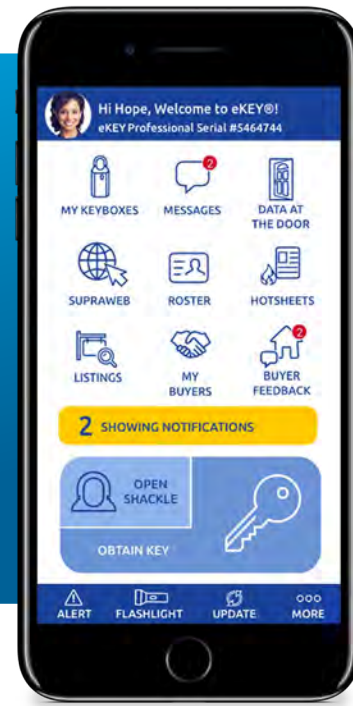 Hi Hope, Welcome to eKEY®!
eKEY Professional Serial #5464744
MY KEYBOXES
MESSAGES
2
DATA AT
THE DOOR
SUPRAWEB
ROSTER
HOTSHEETS
LISTINGS
MY
BUYERS
2
BUYER
FEEDBACK
2 SHOWING NOTIFICATIONS
OPEN
SHACKLE
OBTAIN KEY
ALERT
FLASHLIGHT
UPDATE
MORE